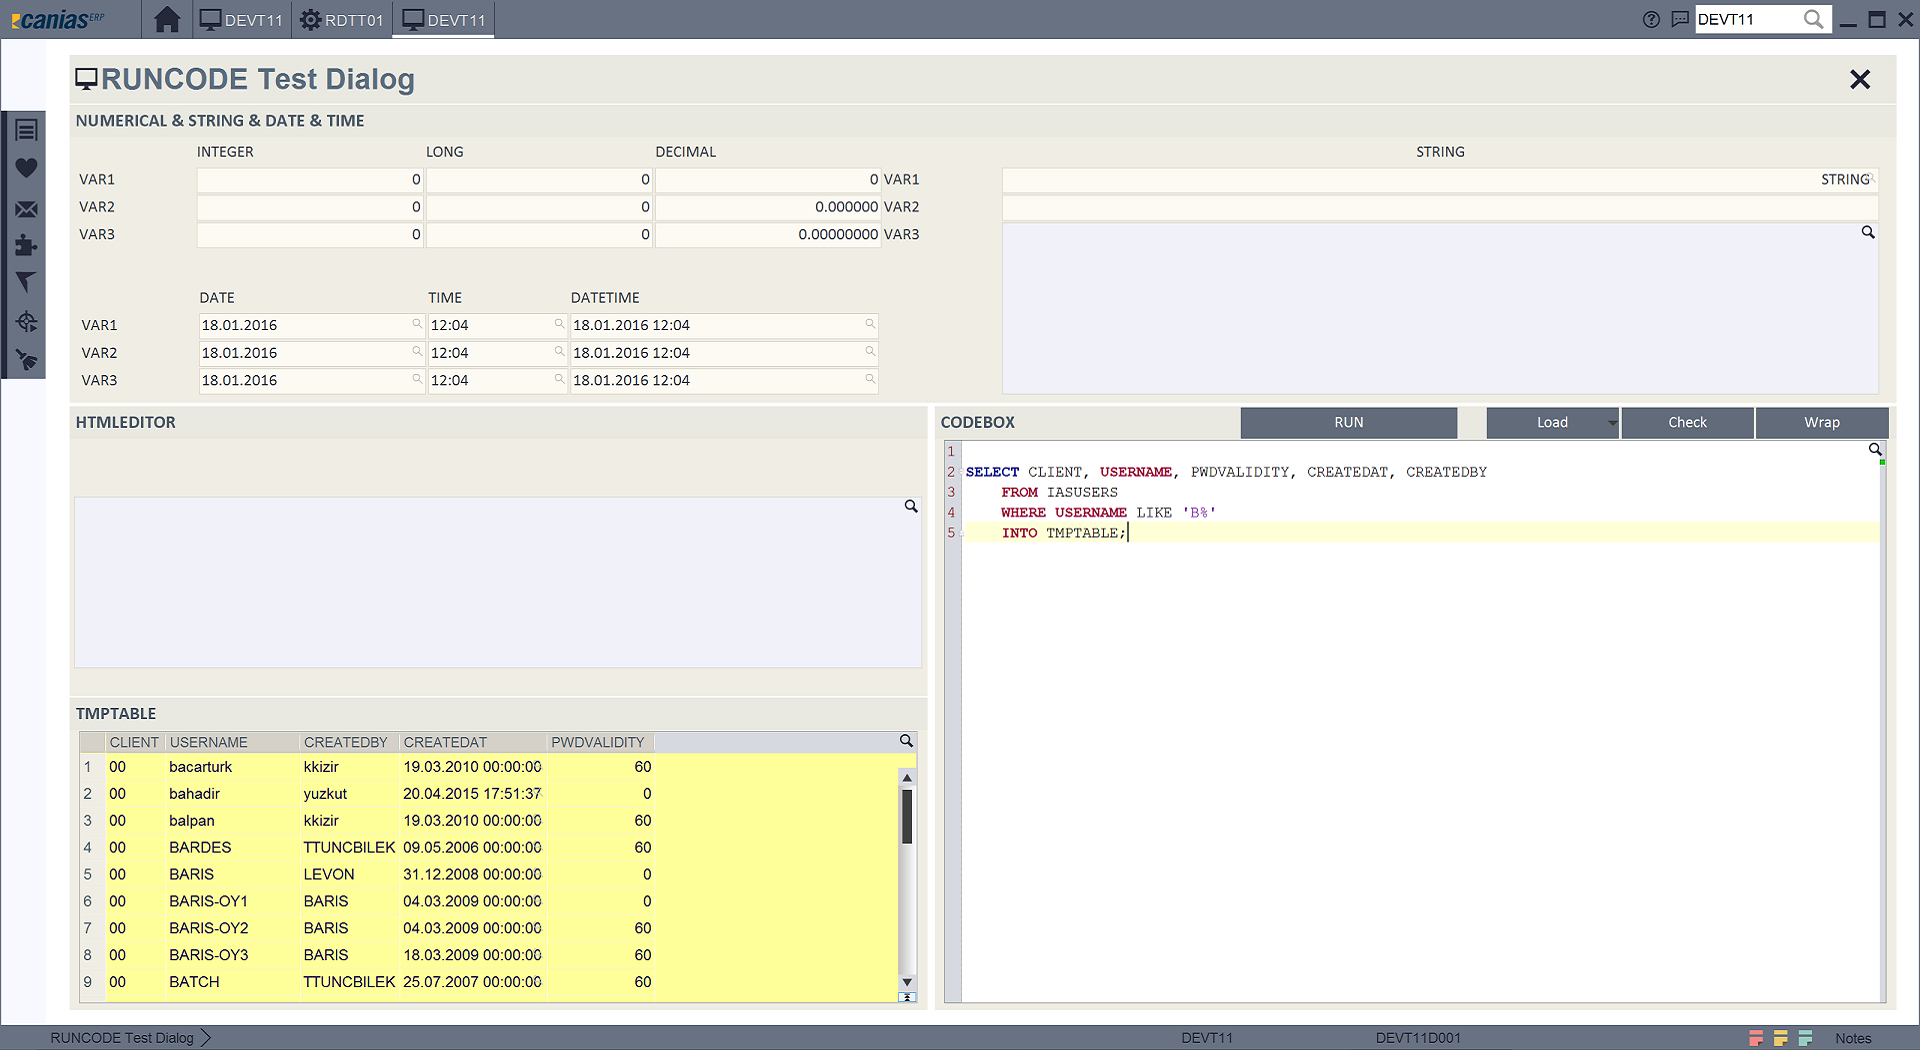 canias ERP DEVT11 RDTT01 DEVT11 DEVT11
RUNCODE Test Dialog
NUMERICAL & STRING & DATE & TIME
INTEGER LONG DECIMAL STRING
VAR1 0 0 0 VAR1 STRING
VAR2 0 0 0.000000 VAR2
VAR3 0 0 0.00000000 VAR3
DATE TIME DATETIME
VAR1 18.01.2016 12:04 18.01.2016 12:04
VAR2 18.01.2016 12:04 18.01.2016 12:04
VAR3 18.01.2016 12:04 18.01.2016 12:04
HTMLEDITOR
CODEBOX RUN Load Check Wrap
1
2 SELECT CLIENT, USERNAME, PWDVALIDITY, CREATEDAT, CREATEDBY
3 FROM IASUSERS
4 WHERE USERNAME LIKE 'B%'
5 INTO TMPTABLE;
TMPTABLE
CLIENT USERNAME CREATEDBY CREATEDAT PWDVALIDITY
1 00 bacarturk kkizir 19.03.2010 00:00:00 60
2 00 bahadir yuzkut 20.04.2015 17:51:37 0
3 00 balpan kkizir 19.03.2010 00:00:00 60
4 00 BARDES TTUNCBILEK 09.05.2006 00:00:00 60
5 00 BARIS LEVON 31.12.2008 00:00:00 0
6 00 BARIS-OY1 BARIS 04.03.2009 00:00:00 0
7 00 BARIS-OY2 BARIS 04.03.2009 00:00:00 60
8 00 BARIS-OY3 BARIS 18.03.2009 00:00:00 60
9 00 BATCH TTUNCBILEK 25.07.2007 00:00:00 60
RUNCODE Test Dialog DEVT11 DEVT11D001 Notes